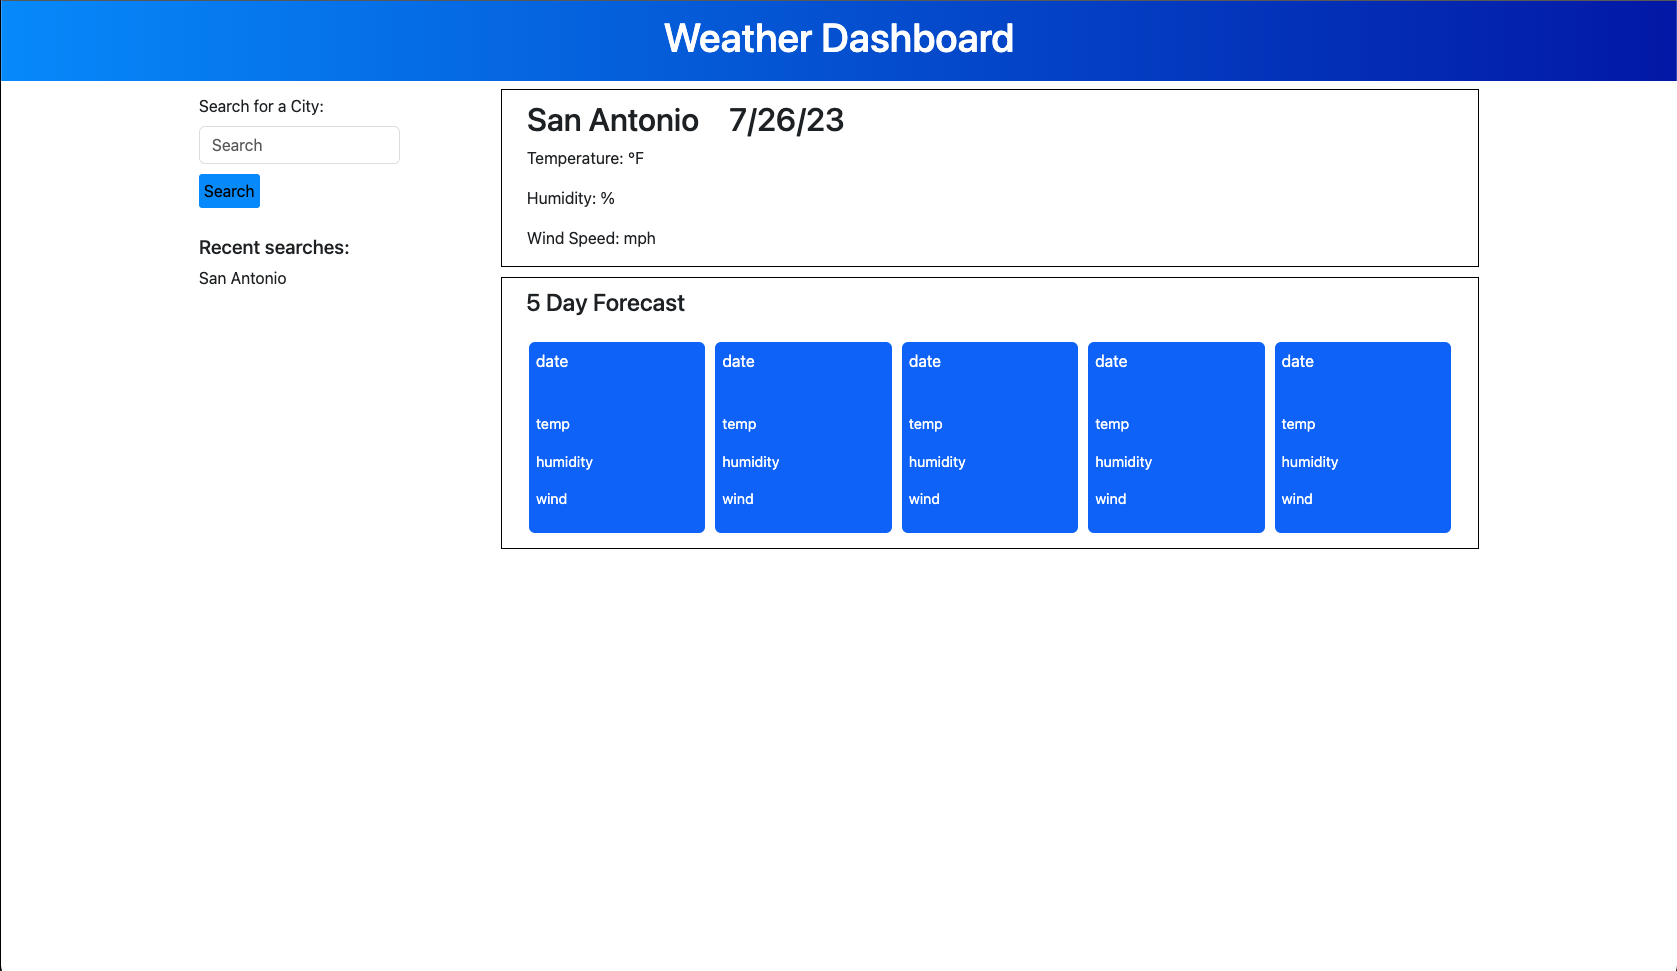 Weather Dashboard
Search for a City:
Search
Search
Recent searches:
San Antonio
San Antonio 7/26/23
Temperature: °F
Humidity: %
Wind Speed: mph
5 Day Forecast
date
temp
humidity
wind
date
temp
humidity
wind
date
temp
humidity
wind
date
temp
humidity
wind
date
temp
humidity
wind